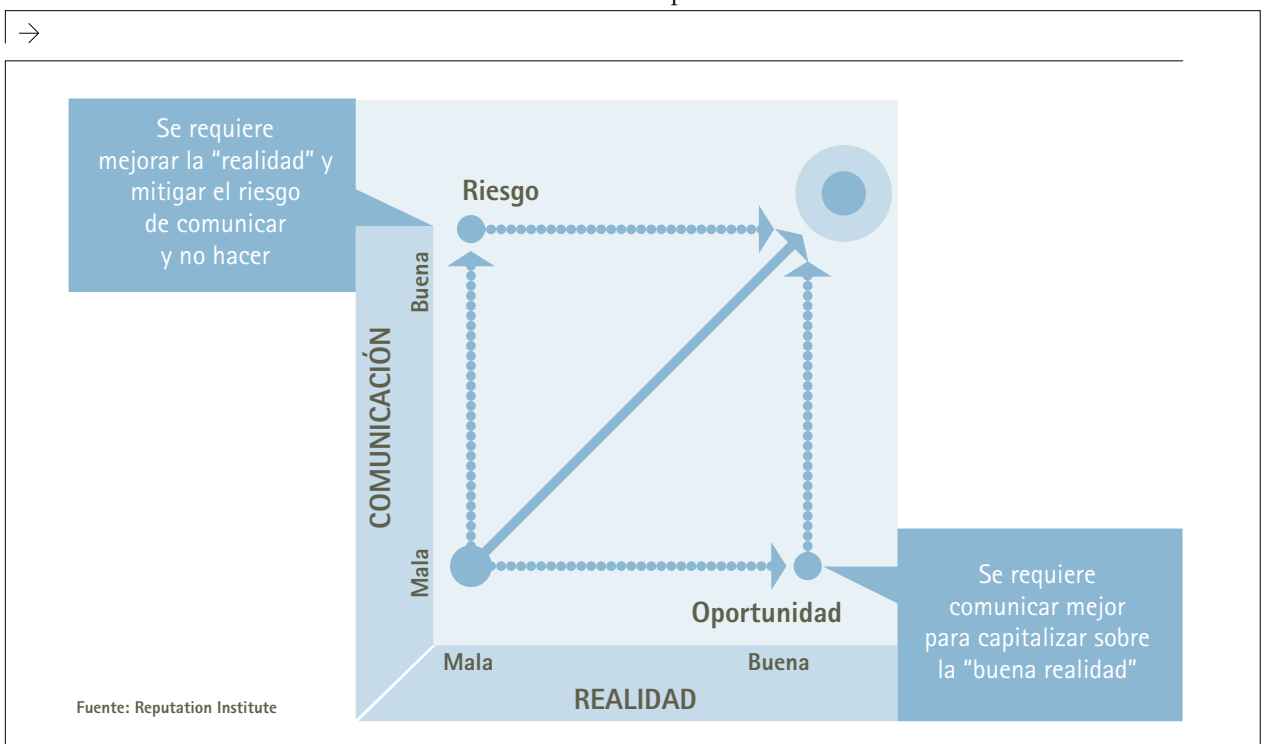 Se requiere
mejorar la “realidad” y
mitigar el riesgo
de comunicar
y no hacer
Riesgo
Buena
COMUNICACIÓN
Mala
Oportunidad
Se requiere
comunicar mejor
para capitalizar sobre
la “buena realidad”
Mala
Buena
REALIDAD
Fuente: Reputation Institute